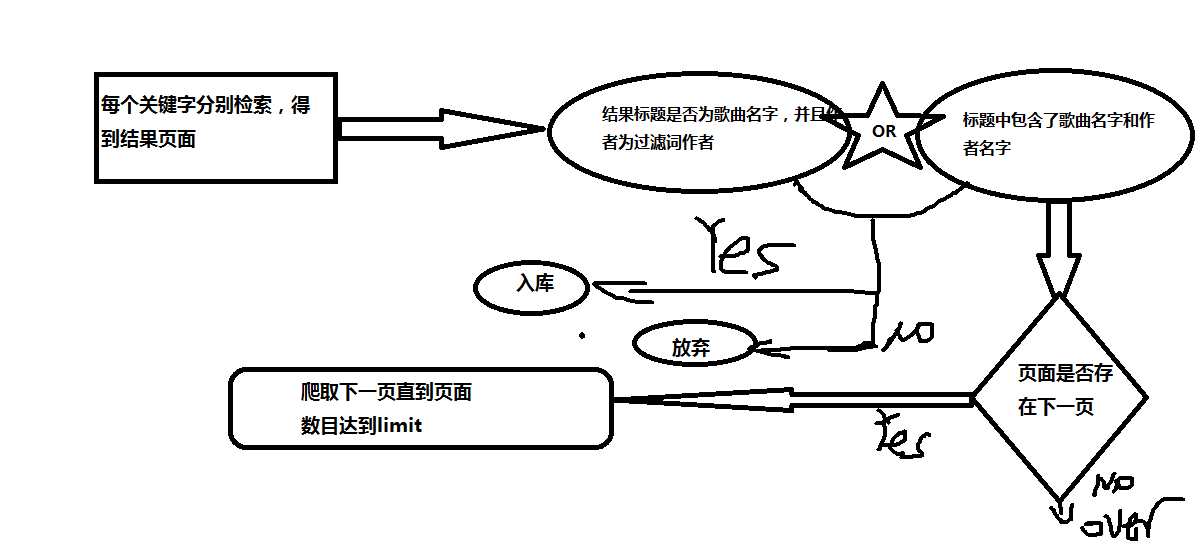 每个关键字分别检索，得
到结果页面
结果标题是否为歌曲名字，并且作
者为过滤词作者
OR
标题中包含了歌曲名字和作
者名字
Yes
入库
NO
放弃
页面是否存
在下一页
爬取下一页直到页面
数目达到limit
Yes
NO
over